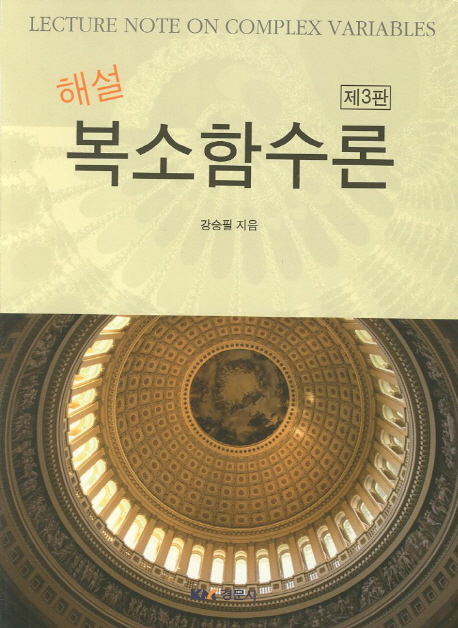 LECTURE NOTE ON COMPLEX VARIABLES
해설
제3판
복소함수론
강승필 지음
경문사